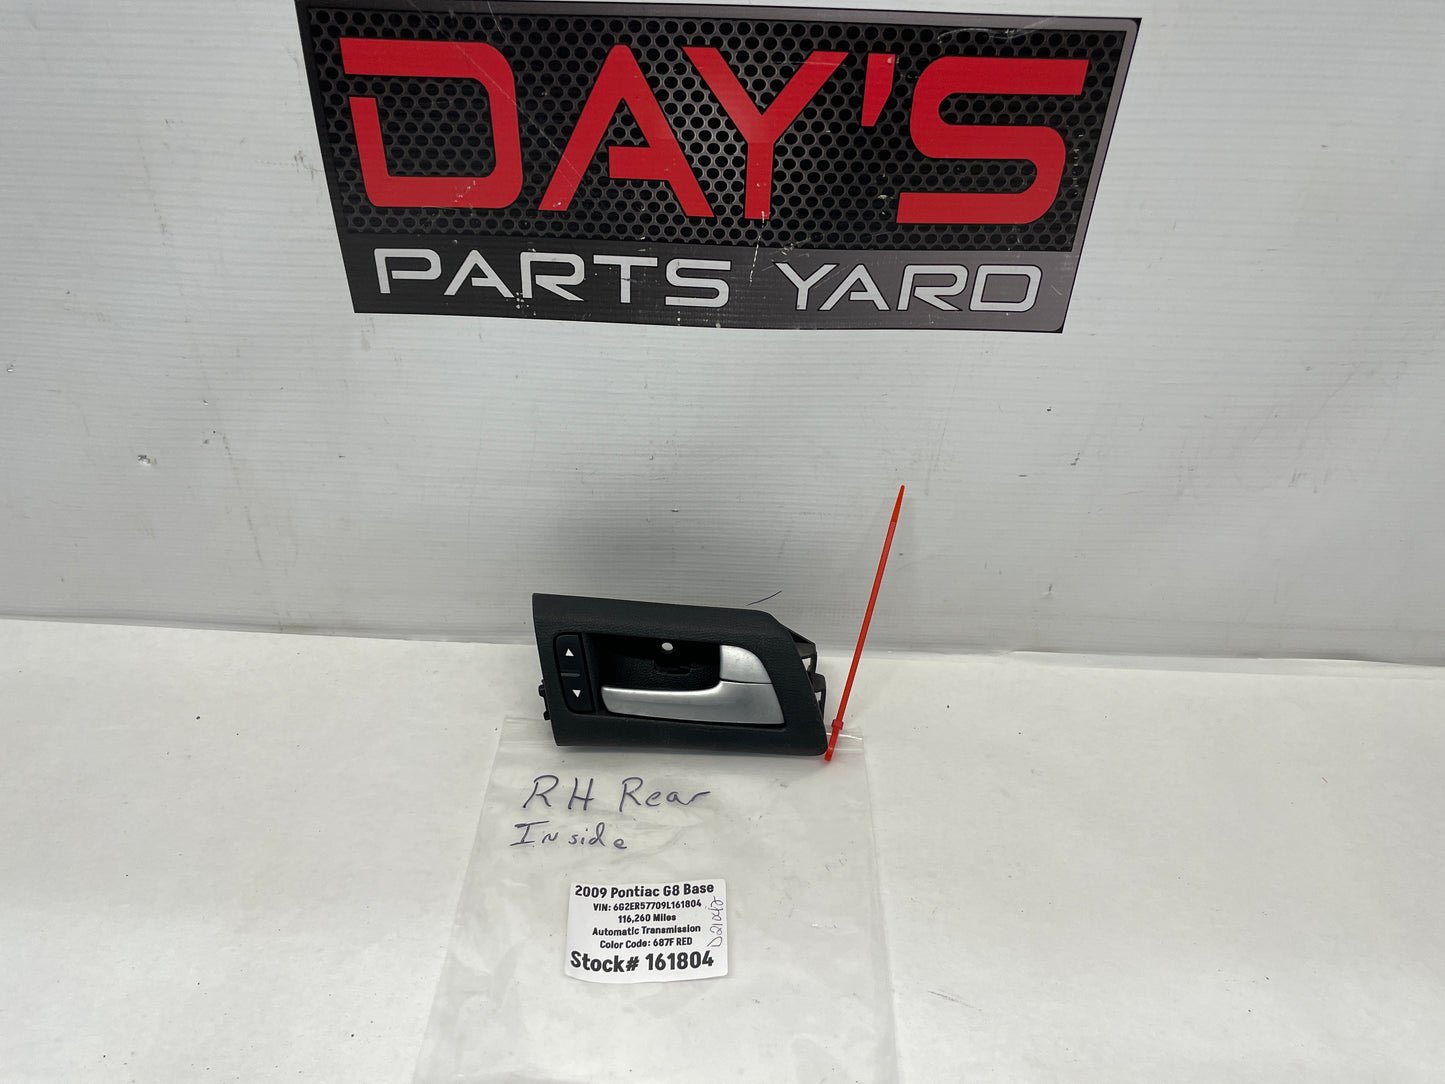 DAY'S
PARTS YARD
RH Rear
Inside
2009 Pontiac G8 Base
VIN: 6G2ER57709L161804
116,260 Miles
Automatic Transmission
Color Code: 687F RED
Stock# 161804